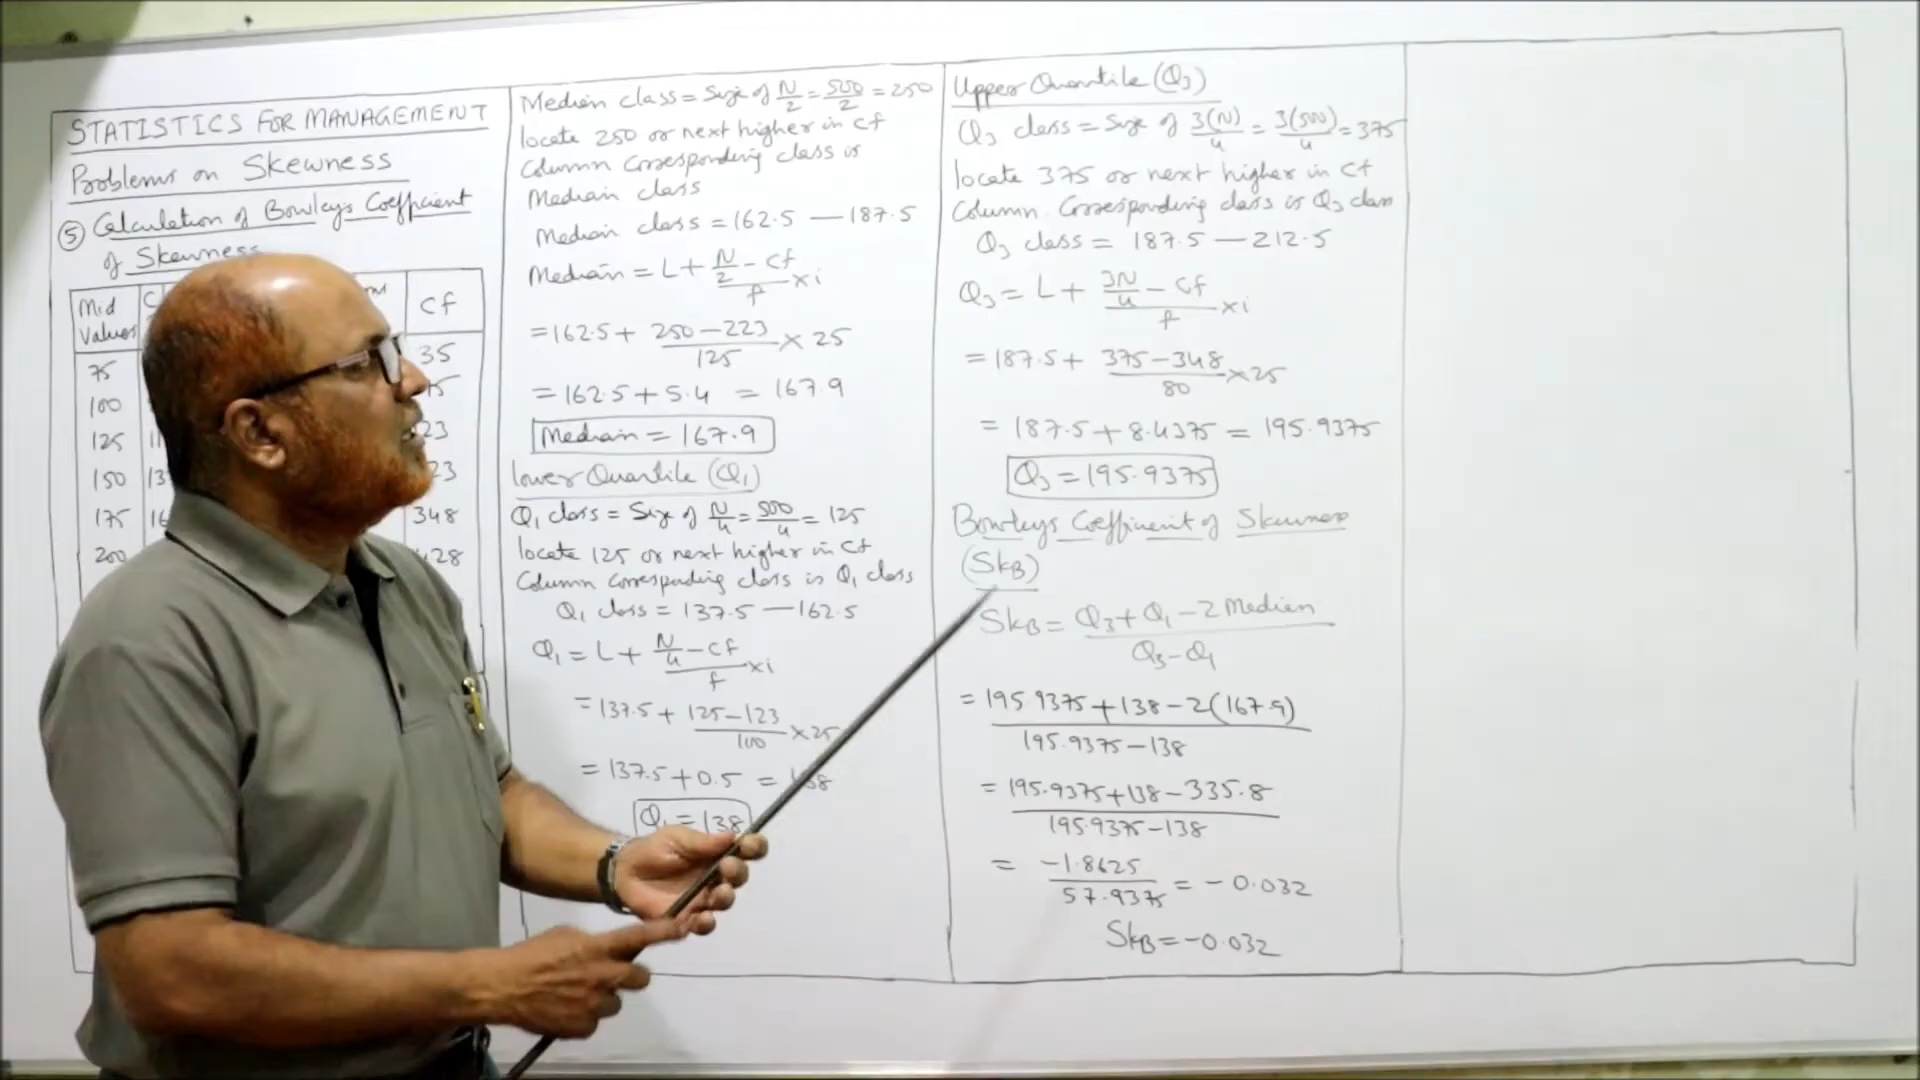 STATISTICS FOR MANAGEMENT
Problems on Skewness
⑤ Calculation of Bowleys Coefficient
of Skewness
Mid Values Cf
75 35
100
125
150
175 348
200
Median class = Size of N/2 = 500/2 = 250
locate 250 or next higher in cf
Column corresponding class is
Median class
Median class = 162.5 — 187.5
Median = L + (N/2 - cf)/f × i
= 162.5 + (250 - 223)/125 × 25
= 162.5 + 5.4 = 167.9
Median = 167.9
lower Quantile (Q1)
Q1 class = Size of N/4 = 500/4 = 125
locate 125 or next higher in cf
Column corresponding class is Q1 class
Q1 class = 137.5 — 162.5
Q1 = L + (N/4 - cf)/f × i
= 137.5 + (125 - 123)/100 × 25
= 137.5 + 0.5 = 138
Q1 = 138
Upper Quantile (Q3)
Q3 class = Size of 3(N)/4 = 3(500)/4 = 375
locate 375 or next higher in cf
Column. Corresponding class is Q3 class
Q3 class = 187.5 — 212.5
Q3 = L + (3N/4 - cf)/f × i
= 187.5 + (375 - 348)/80 × 25
= 187.5 + 8.4375 = 195.9375
Q3 = 195.9375
Bowleys Coefficient of Skewness
(SkB)
SkB = (Q3 + Q1 - 2 Median)/(Q3 - Q1)
= (195.9375 + 138 - 2(167.9))/(195.9375 - 138)
= (195.9375 + 138 - 335.8)/(195.9375 - 138)
= -1.8625/57.9375 = -0.032
SkB = -0.032